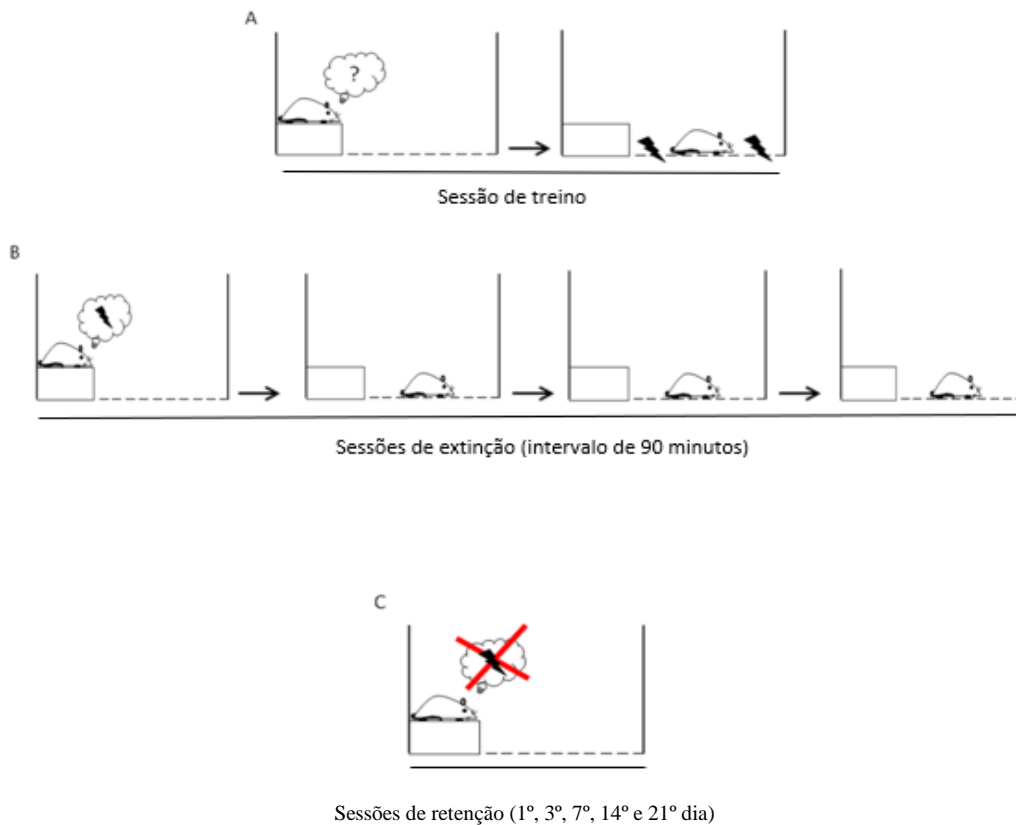 A
?
Sessão de treino
B
Sessões de extinção (intervalo de 90 minutos)
C
Sessões de retenção (1º, 3º, 7º, 14º e 21º dia)